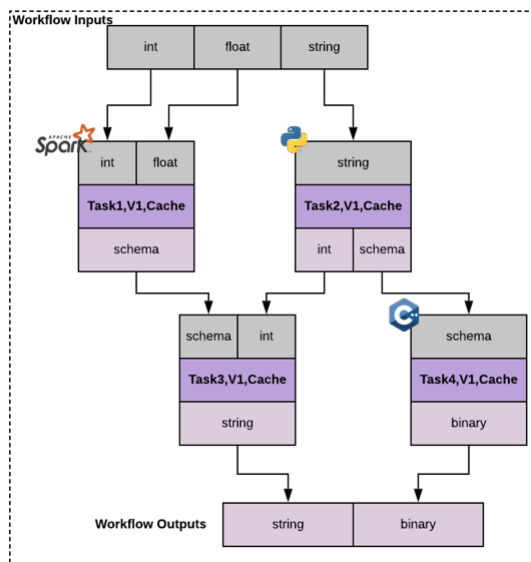 Workflow Inputs
int float string
APACHE
Spark
int float
string
Task1,V1,Cache
Task2,V1,Cache
schema
int schema
C++
schema int
schema
Task3,V1,Cache
Task4,V1,Cache
string
binary
Workflow Outputs string binary